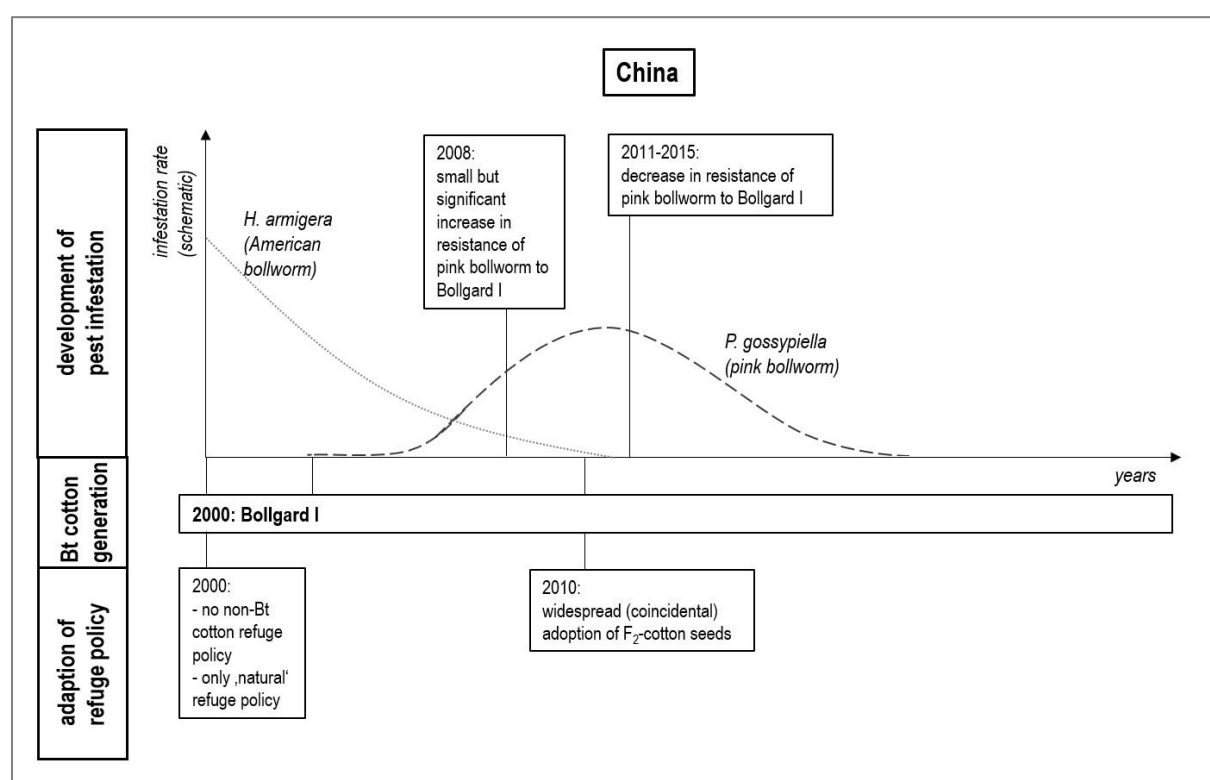 China
development of
pest infestation
infestation rate
(schematic)
H. armigera
(American
bollworm)
2008:
small but
significant
increase in
resistance of
pink bollworm to
Bollgard I
2011-2015:
decrease in resistance of
pink bollworm to Bollgard I
P. gossypiella
(pink bollworm)
years
Bt cotton
generation
2000: Bollgard I
adaption of
refuge policy
2000:
- no non-Bt
cotton refuge
policy
- only ‚natural‘
refuge policy
2010:
widespread (coincidental)
adoption of F₂-cotton seeds